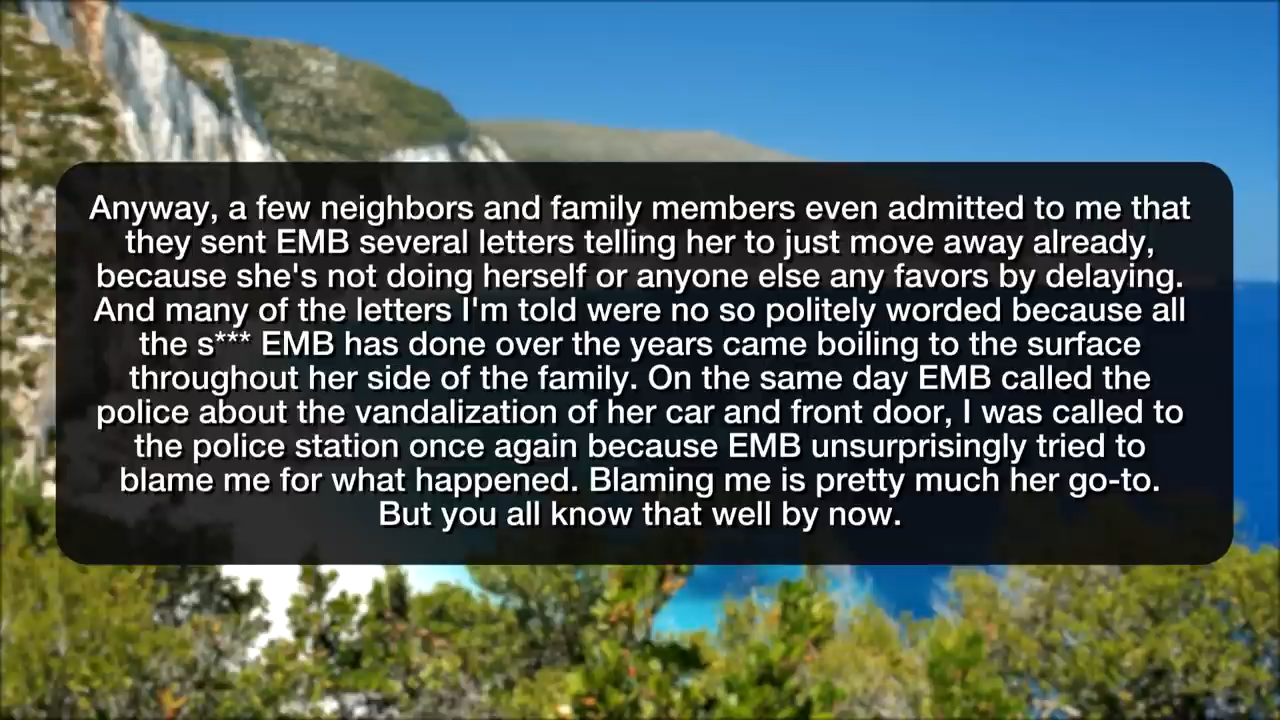 Anyway, a few neighbors and family members even admitted to me that
they sent EMB several letters telling her to just move away already,
because she's not doing herself or anyone else any favors by delaying.
And many of the letters I'm told were no so politely worded because all
the s*** EMB has done over the years came boiling to the surface
throughout her side of the family. On the same day EMB called the
police about the vandalization of her car and front door, I was called to
the police station once again because EMB unsurprisingly tried to
blame me for what happened. Blaming me is pretty much her go-to.
But you all know that well by now.